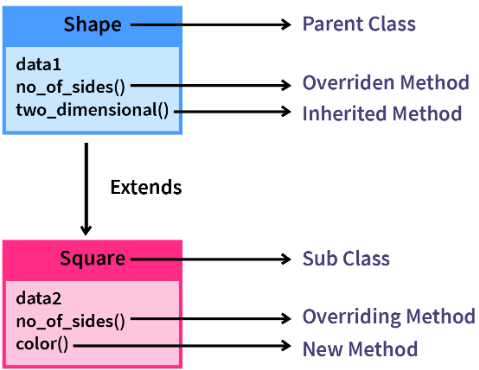 Shape
Parent Class
data1
no_of_sides()
Overriden Method
two_dimensional()
Inherited Method
Extends
Square
Sub Class
data2
no_of_sides()
Overriding Method
color()
New Method